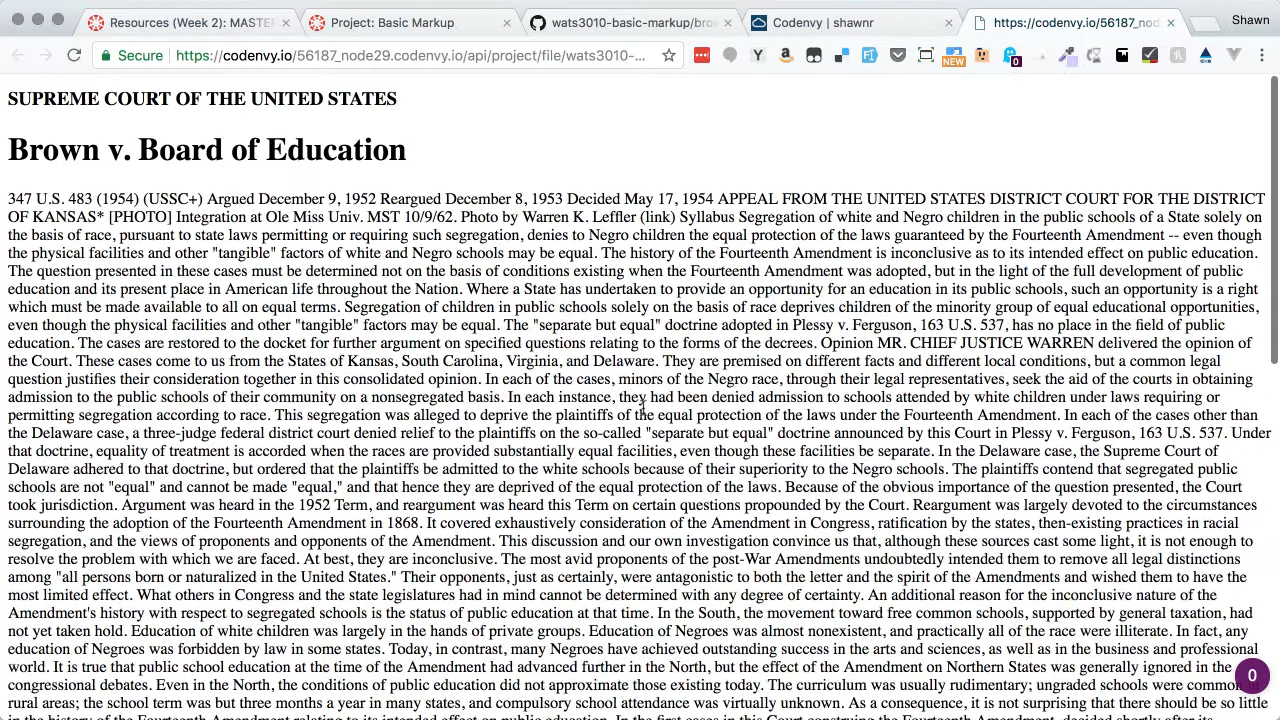 Resources (Week 2): MASTE
Project: Basic Markup
wats3010-basic-markup/brow
Codenvy | shawnr
https://codenvy.io/56187_nod
Shawn
Secure
https://codenvy.io/56187_node29.codenvy.io/api/project/file/wats3010-...
NEW
0
SUPREME COURT OF THE UNITED STATES
Brown v. Board of Education
347 U.S. 483 (1954) (USSC+) Argued December 9, 1952 Reargued December 8, 1953 Decided May 17, 1954 APPEAL FROM THE UNITED STATES DISTRICT COURT FOR THE DISTRICT
OF KANSAS* [PHOTO] Integration at Ole Miss Univ. MST 10/9/62. Photo by Warren K. Leffler (link) Syllabus Segregation of white and Negro children in the public schools of a State solely on
the basis of race, pursuant to state laws permitting or requiring such segregation, denies to Negro children the equal protection of the laws guaranteed by the Fourteenth Amendment -- even though
the physical facilities and other "tangible" factors of white and Negro schools may be equal. The history of the Fourteenth Amendment is inconclusive as to its intended effect on public education.
The question presented in these cases must be determined not on the basis of conditions existing when the Fourteenth Amendment was adopted, but in the light of the full development of public
education and its present place in American life throughout the Nation. Where a State has undertaken to provide an opportunity for an education in its public schools, such an opportunity is a right
which must be made available to all on equal terms. Segregation of children in public schools solely on the basis of race deprives children of the minority group of equal educational opportunities,
even though the physical facilities and other "tangible" factors may be equal. The "separate but equal" doctrine adopted in Plessy v. Ferguson, 163 U.S. 537, has no place in the field of public
education. The cases are restored to the docket for further argument on specified questions relating to the forms of the decrees. Opinion MR. CHIEF JUSTICE WARREN delivered the opinion of
the Court. These cases come to us from the States of Kansas, South Carolina, Virginia, and Delaware. They are premised on different facts and different local conditions, but a common legal
question justifies their consideration together in this consolidated opinion. In each of the cases, minors of the Negro race, through their legal representatives, seek the aid of the courts in obtaining
admission to the public schools of their community on a nonsegregated basis. In each instance, they had been denied admission to schools attended by white children under laws requiring or
permitting segregation according to race. This segregation was alleged to deprive the plaintiffs of the equal protection of the laws under the Fourteenth Amendment. In each of the cases other than
the Delaware case, a three-judge federal district court denied relief to the plaintiffs on the so-called "separate but equal" doctrine announced by this Court in Plessy v. Ferguson, 163 U.S. 537. Under
that doctrine, equality of treatment is accorded when the races are provided substantially equal facilities, even though these facilities be separate. In the Delaware case, the Supreme Court of
Delaware adhered to that doctrine, but ordered that the plaintiffs be admitted to the white schools because of their superiority to the Negro schools. The plaintiffs contend that segregated public
schools are not "equal" and cannot be made "equal," and that hence they are deprived of the equal protection of the laws. Because of the obvious importance of the question presented, the Court
took jurisdiction. Argument was heard in the 1952 Term, and reargument was heard this Term on certain questions propounded by the Court. Reargument was largely devoted to the circumstances
surrounding the adoption of the Fourteenth Amendment in 1868. It covered exhaustively consideration of the Amendment in Congress, ratification by the states, then-existing practices in racial
segregation, and the views of proponents and opponents of the Amendment. This discussion and our own investigation convince us that, although these sources cast some light, it is not enough to
resolve the problem with which we are faced. At best, they are inconclusive. The most avid proponents of the post-War Amendments undoubtedly intended them to remove all legal distinctions
among "all persons born or naturalized in the United States." Their opponents, just as certainly, were antagonistic to both the letter and the spirit of the Amendments and wished them to have the
most limited effect. What others in Congress and the state legislatures had in mind cannot be determined with any degree of certainty. An additional reason for the inconclusive nature of the
Amendment's history with respect to segregated schools is the status of public education at that time. In the South, the movement toward free common schools, supported by general taxation, had
not yet taken hold. Education of white children was largely in the hands of private groups. Education of Negroes was almost nonexistent, and practically all of the race were illiterate. In fact, any
education of Negroes was forbidden by law in some states. Today, in contrast, many Negroes have achieved outstanding success in the arts and sciences, as well as in the business and professional
world. It is true that public school education at the time of the Amendment had advanced further in the North, but the effect of the Amendment on Northern States was generally ignored in the
congressional debates. Even in the North, the conditions of public education did not approximate those existing today. The curriculum was usually rudimentary; ungraded schools were common in
rural areas; the school term was but three months a year in many states, and compulsory school attendance was virtually unknown. As a consequence, it is not surprising that there should be so little
in the history of the Fourteenth Amendment relating to its intended effect on public education. In the first cases in this Court construing the Fourteenth Amendment, decided shortly after its
0